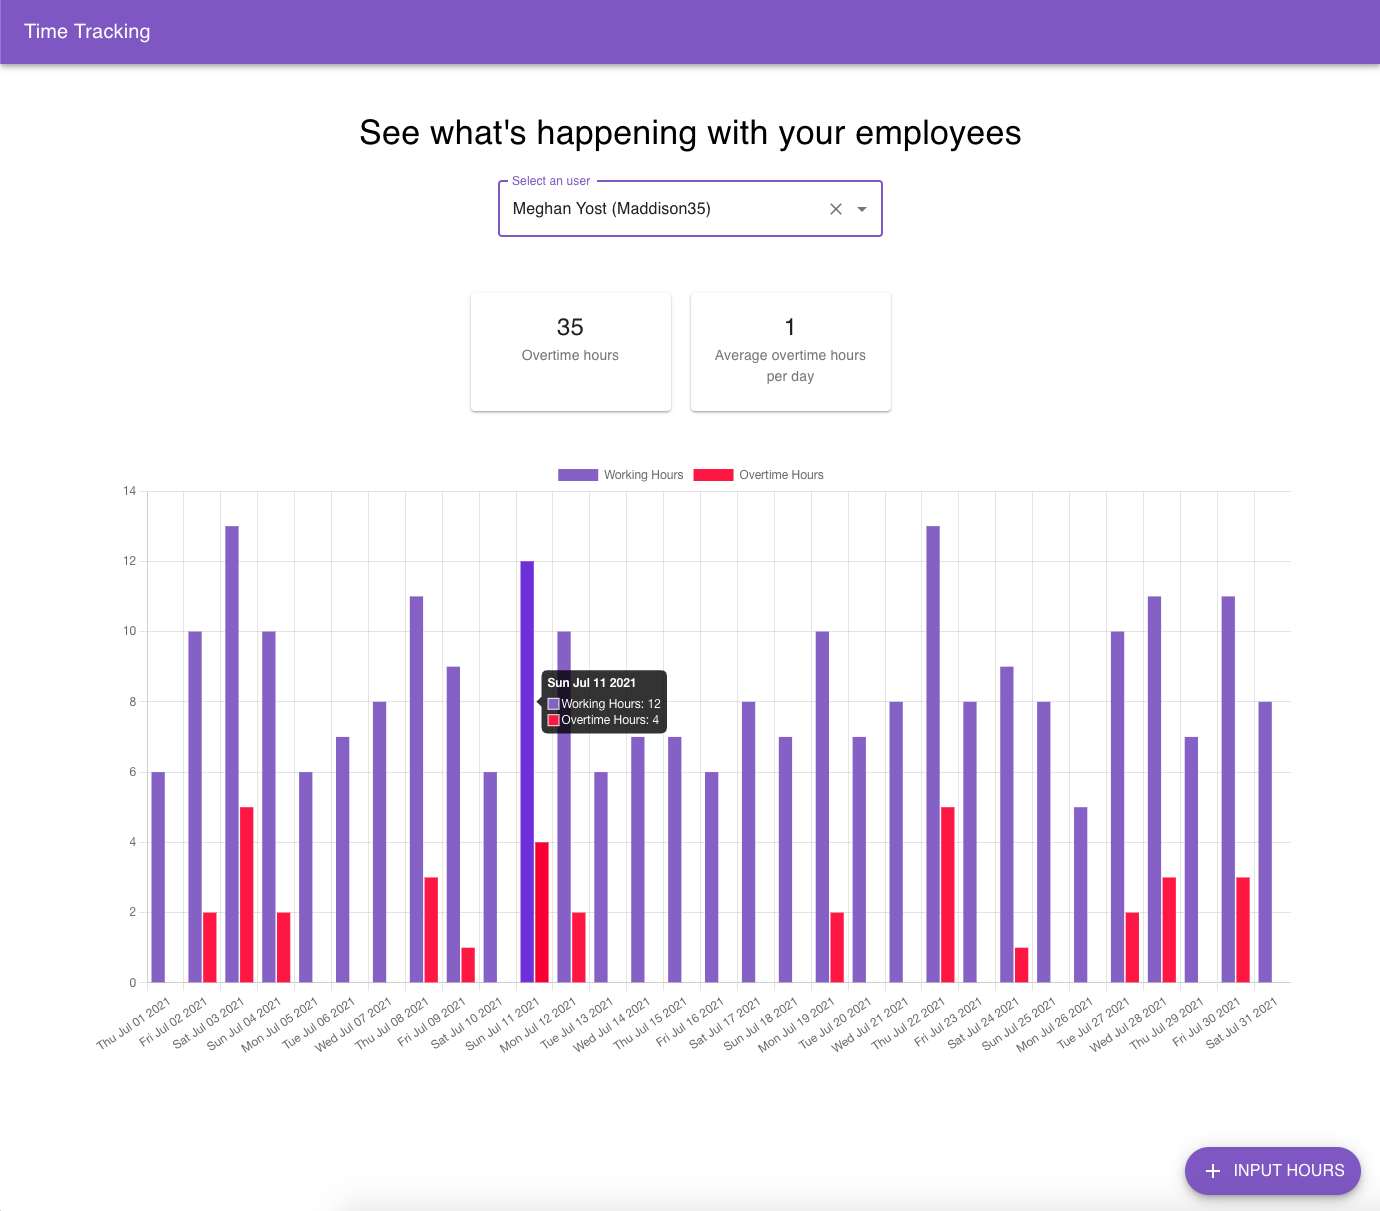 Time Tracking
See what's happening with your employees
Select an user
Meghan Yost (Maddison35)
35
Overtime hours
1
Average overtime hours
per day
Working Hours
Overtime Hours
14
12
10
8
6
4
2
0
Sun Jul 11 2021
Working Hours: 12
Overtime Hours: 4
Thu Jul 01 2021
Fri Jul 02 2021
Sat Jul 03 2021
Sun Jul 04 2021
Mon Jul 05 2021
Tue Jul 06 2021
Wed Jul 07 2021
Thu Jul 08 2021
Fri Jul 09 2021
Sat Jul 10 2021
Sun Jul 11 2021
Mon Jul 12 2021
Tue Jul 13 2021
Wed Jul 14 2021
Thu Jul 15 2021
Fri Jul 16 2021
Sat Jul 17 2021
Sun Jul 18 2021
Mon Jul 19 2021
Tue Jul 20 2021
Wed Jul 21 2021
Thu Jul 22 2021
Fri Jul 23 2021
Sat Jul 24 2021
Sun Jul 25 2021
Mon Jul 26 2021
Tue Jul 27 2021
Wed Jul 28 2021
Thu Jul 29 2021
Fri Jul 30 2021
Sat Jul 31 2021
INPUT HOURS